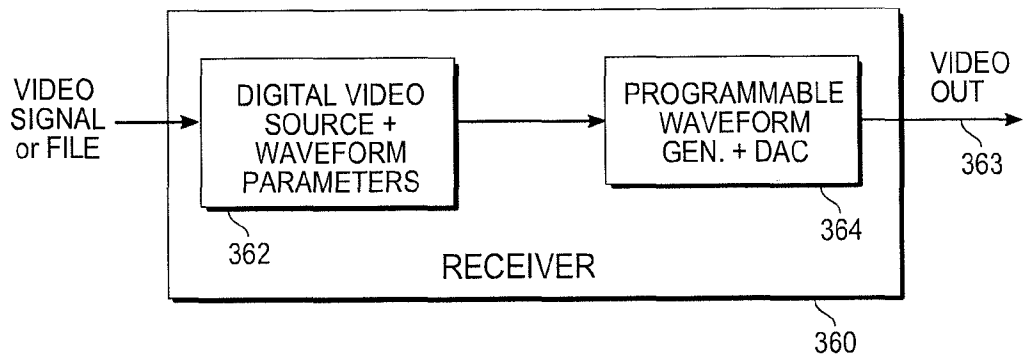 VIDEO
SIGNAL
or FILE
DIGITAL VIDEO
SOURCE +
WAVEFORM
PARAMETERS
362
PROGRAMMABLE
WAVEFORM
GEN. + DAC
364
VIDEO
OUT
363
RECEIVER
360